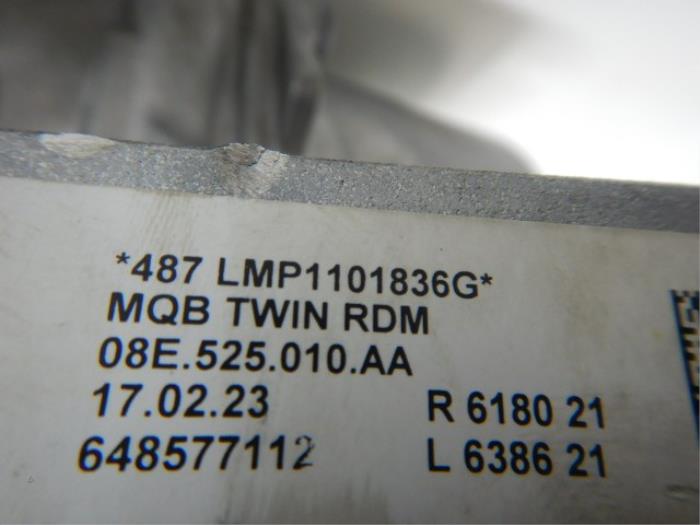 *487 LMP1101836G*
MQB TWIN RDM
08E.525.010.AA
17.02.23 R 6180 21
648577112 L 6386 21